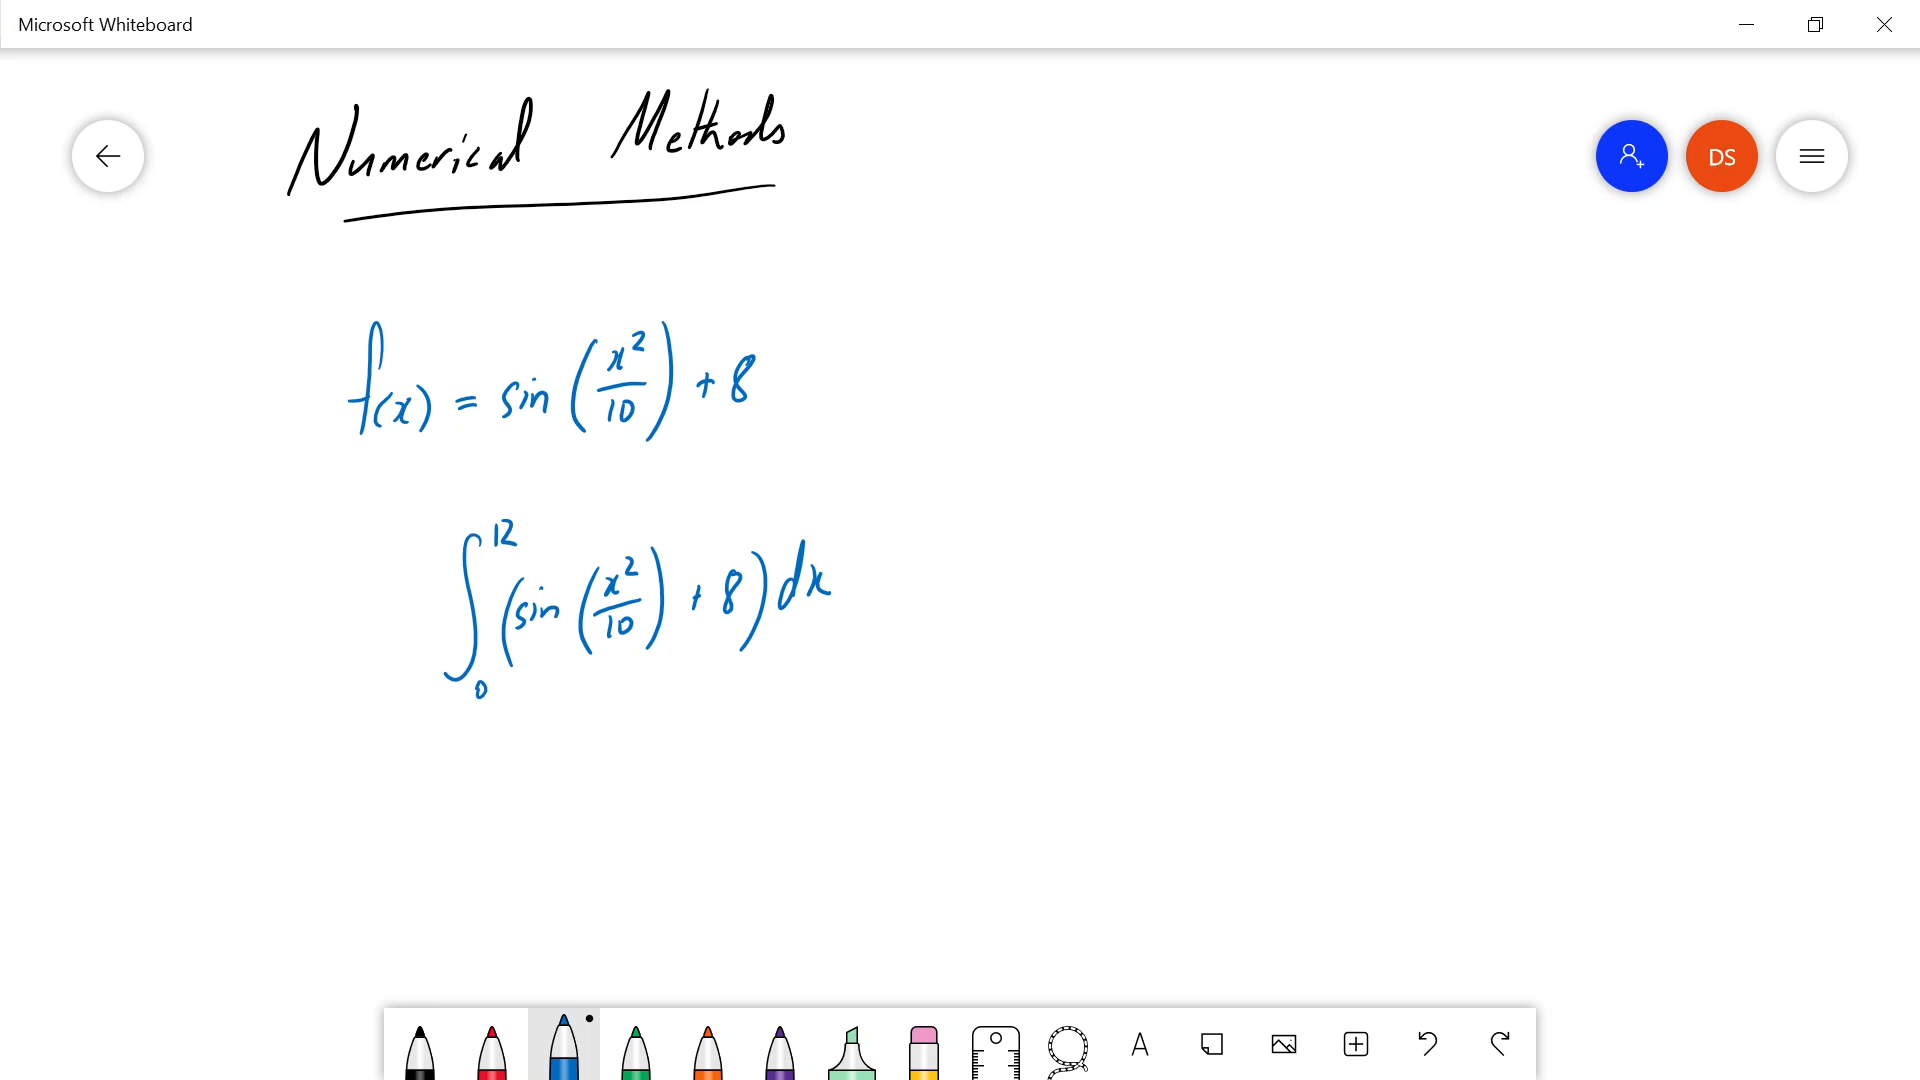 Microsoft Whiteboard
Numerical Methods
DS
f(x) = sin (x²/10) + 8
∫₀¹² (sin (x²/10) + 8) dx
A